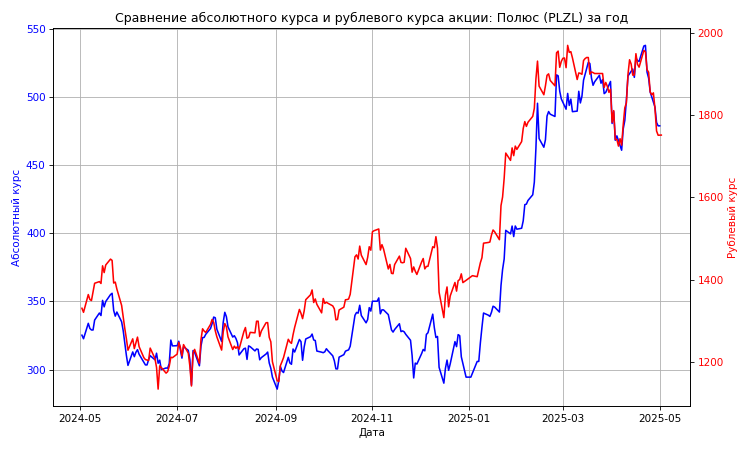 Сравнение абсолютного курса и рублевого курса акции: Полюс (PLZL) за год
550
500
450
400
350
300
Абсолютный курс
2000
1800
1600
1400
1200
Рублевый курс
2024-05 2024-07 2024-09 2024-11 2025-01 2025-03 2025-05
Дата